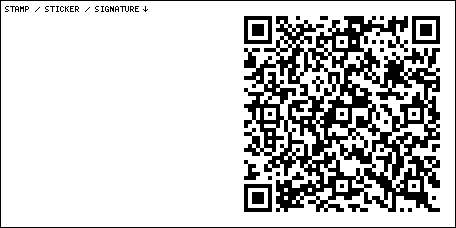 STAMP / STICKER / SIGNATURE ↓